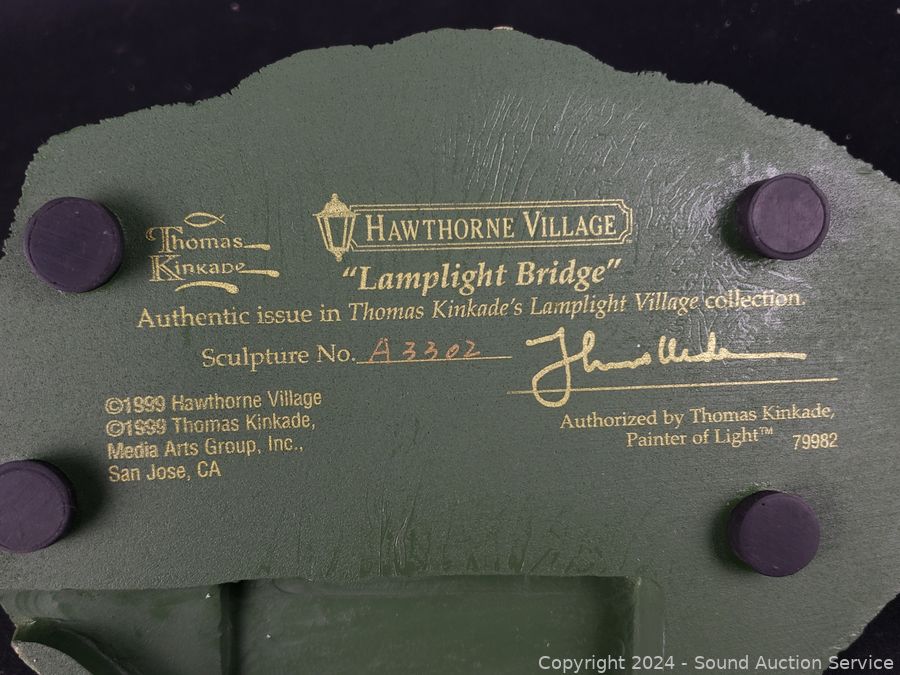 Thomas
Kinkade
HAWTHORNE VILLAGE
"Lamplight Bridge"
Authentic issue in Thomas Kinkade's Lamplight Village collection.
Sculpture No. A3302
©1999 Hawthorne Village
©1999 Thomas Kinkade,
Media Arts Group, Inc.,
San Jose, CA
Authorized by Thomas Kinkade,
Painter of Light™
79982
Copyright 2024 - Sound Auction Service